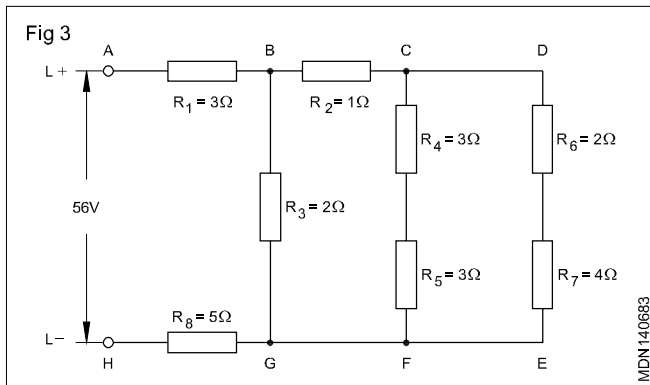 Fig 3
A B C D
L+
R1 = 3Ω R2 = 1Ω
R4 = 3Ω R6 = 2Ω
56V
R3 = 2Ω
R5 = 3Ω R7 = 4Ω
R8 = 5Ω
L−
H G F E
MDN140683